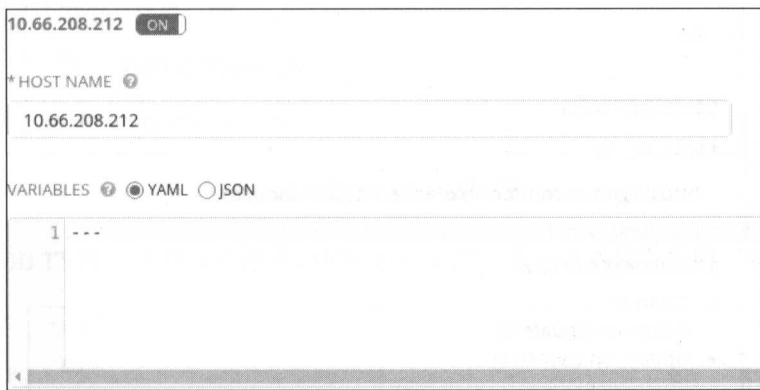 10.66.208.212 ON
* HOST NAME ?
10.66.208.212
VARIABLES ? YAML JSON
1 ---